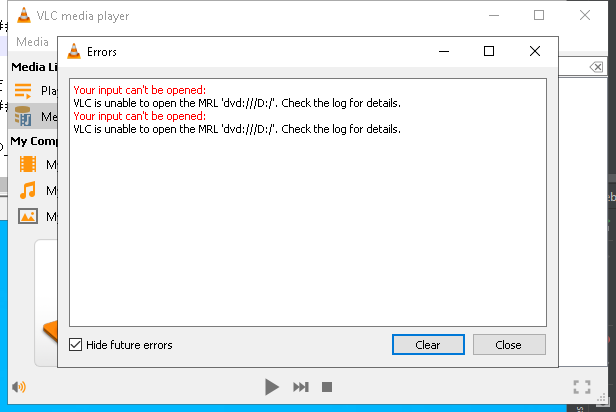 VLC media player
Media
Errors
Media Li
Your input can't be opened:
VLC is unable to open the MRL 'dvd:///D:/'. Check the log for details.
Your input can't be opened:
VLC is unable to open the MRL 'dvd:///D:/'. Check the log for details.
Pla
Me
My Comp
My
My
My
Hide future errors
Clear
Close